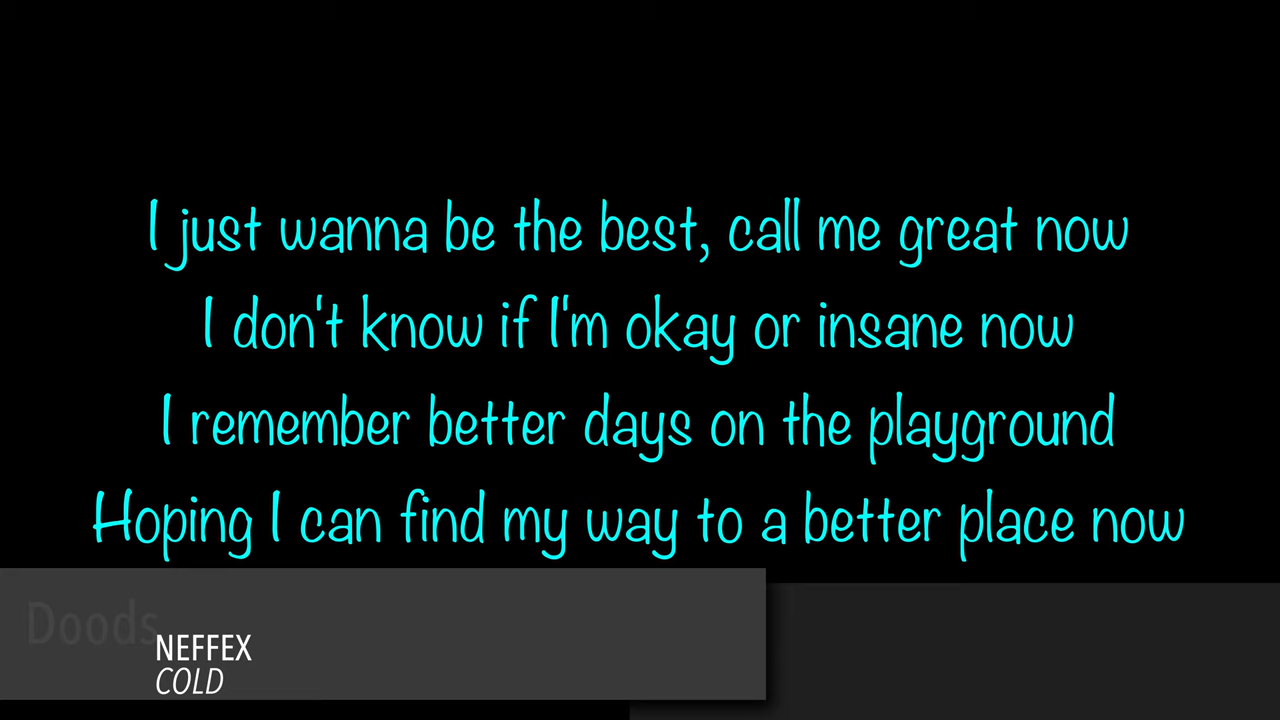 I just wanna be the best, call me great now
I don't know if I'm okay or insane now
I remember better days on the playground
Hoping I can find my way to a better place now
Doods
NEFFEX
COLD